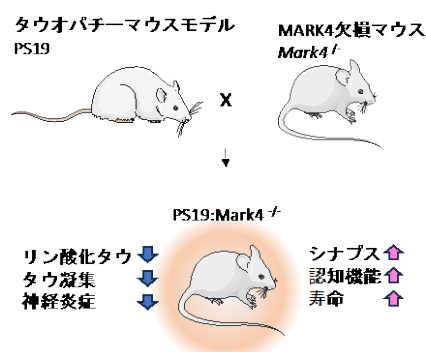 タウオパチーマウスモデル
PS19
X
MARK4欠損マウス
Mark4 -/-
PS19:Mark4 -/-
リン酸化タウ
タウ凝集
神経炎症
シナプス
認知機能
寿命